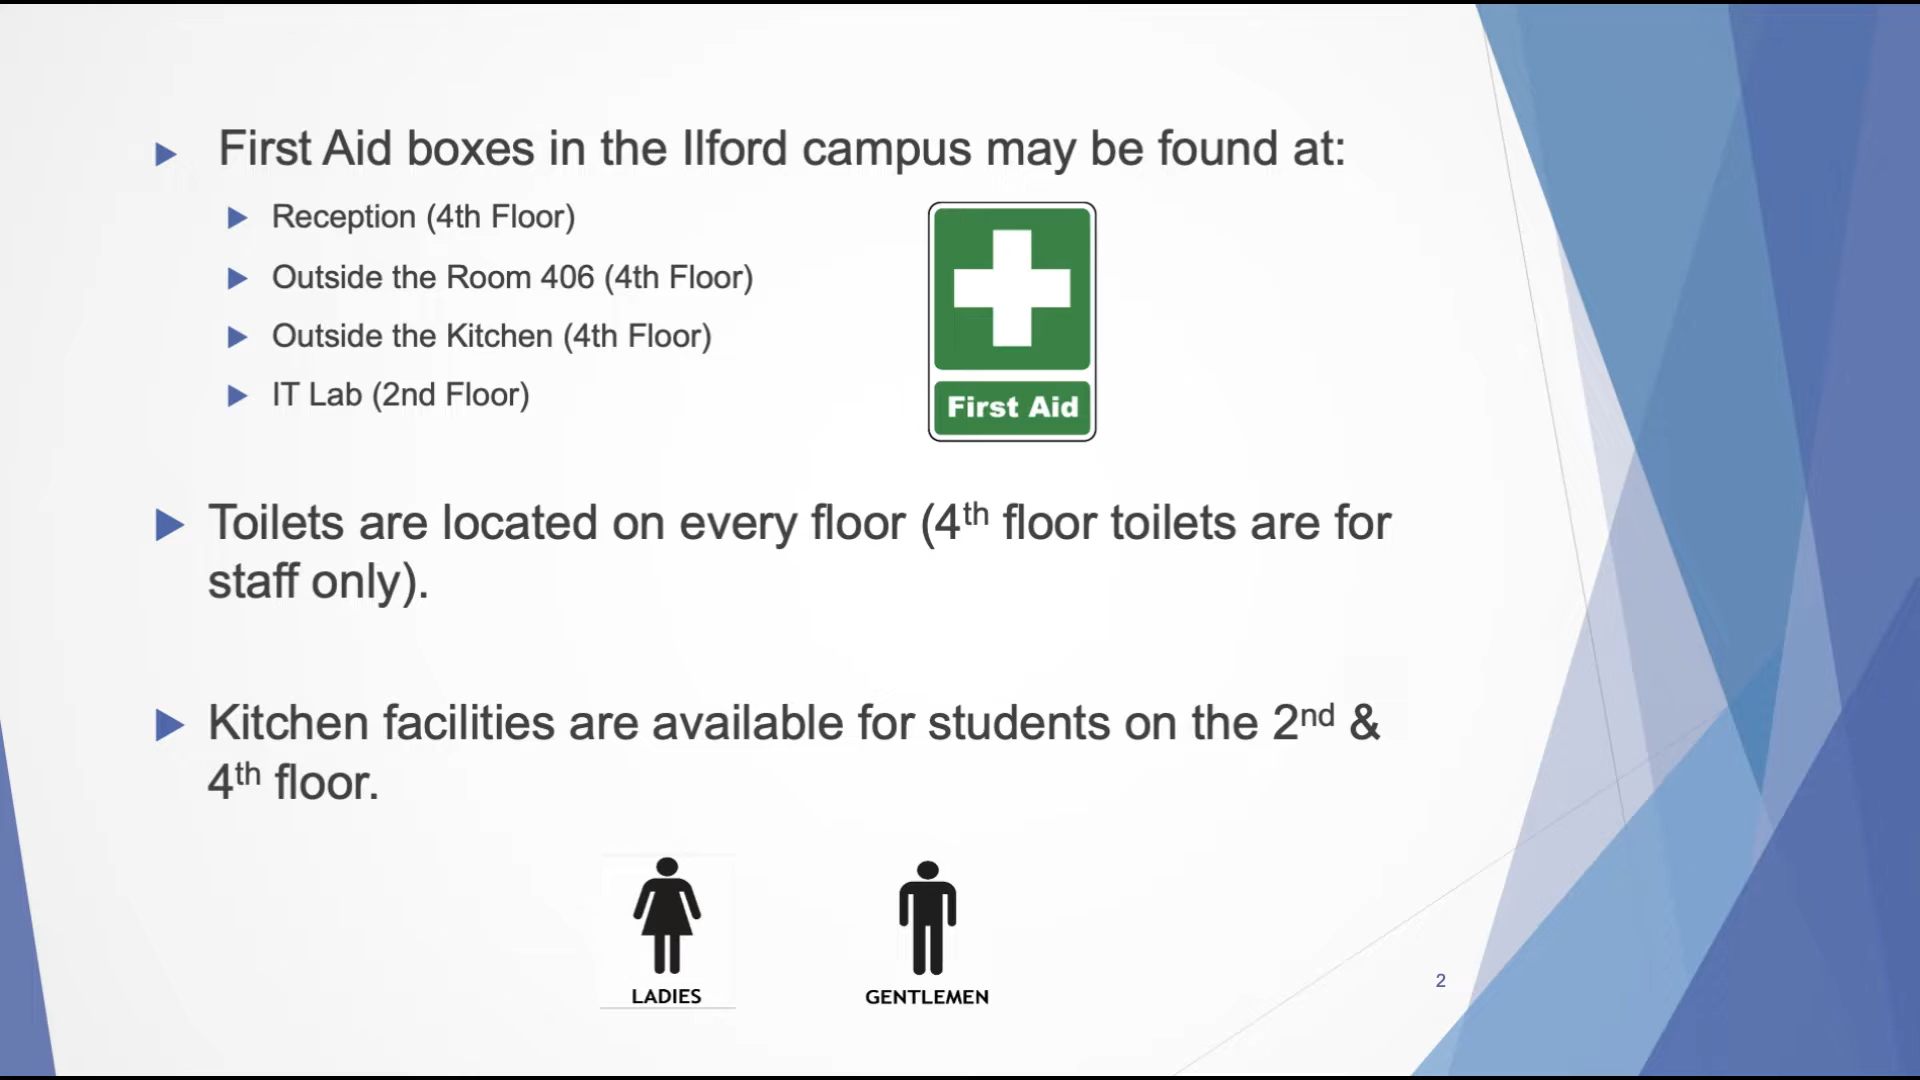 First Aid boxes in the Ilford campus may be found at:
Reception (4th Floor)
Outside the Room 406 (4th Floor)
Outside the Kitchen (4th Floor)
IT Lab (2nd Floor)
First Aid
Toilets are located on every floor (4th floor toilets are for
staff only).
Kitchen facilities are available for students on the 2nd &
4th floor.
LADIES
GENTLEMEN
2